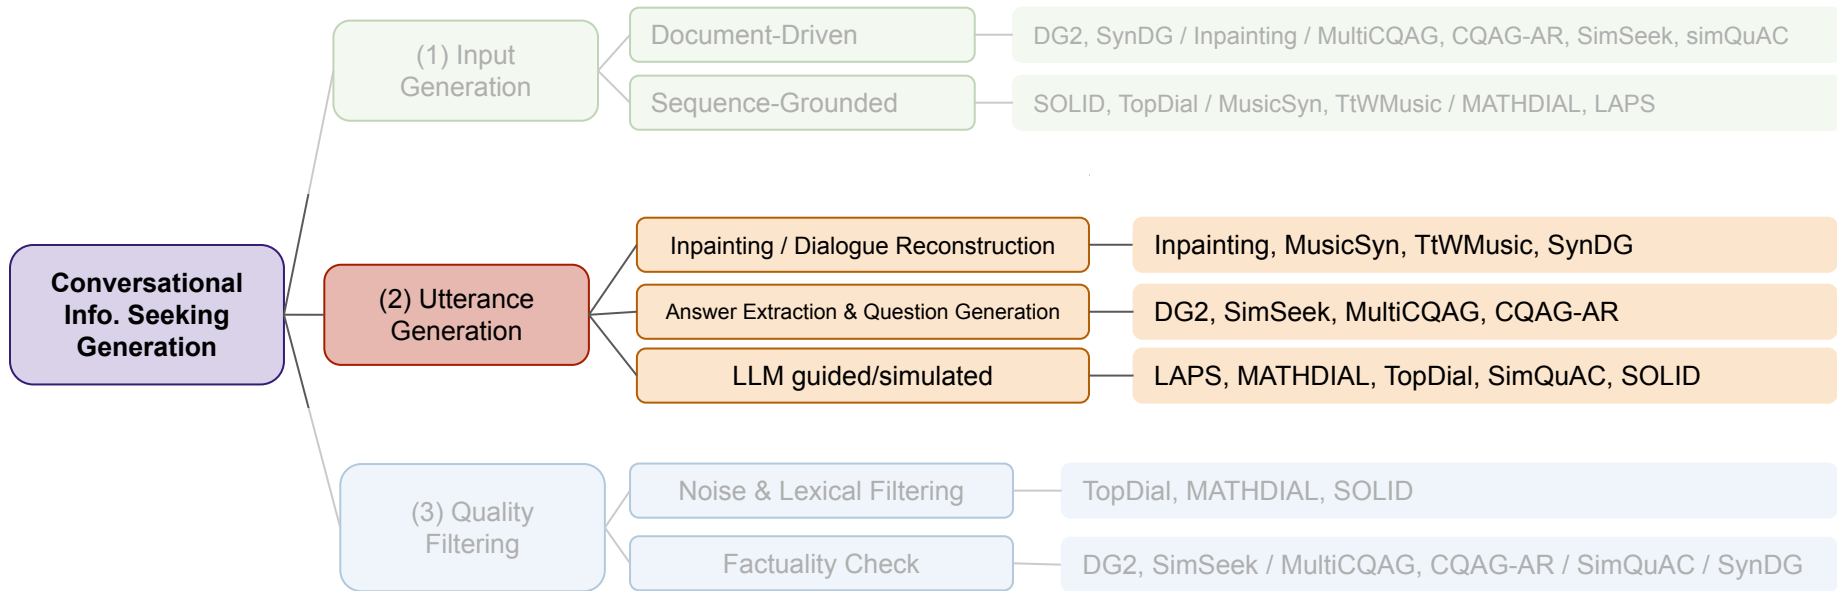 (1) Input
Generation
Document-Driven
DG2, SynDG / Inpainting / MultiCQAG, CQAG-AR, SimSeek, simQuAC
Sequence-Grounded
SOLID, TopDial / MusicSyn, TtWMusic / MATHDIAL, LAPS
Conversational
Info. Seeking
Generation
(2) Utterance
Generation
Inpainting / Dialogue Reconstruction
Inpainting, MusicSyn, TtWMusic, SynDG
Answer Extraction & Question Generation
DG2, SimSeek, MultiCQAG, CQAG-AR
LLM guided/simulated
LAPS, MATHDIAL, TopDial, SimQuAC, SOLID
(3) Quality
Filtering
Noise & Lexical Filtering
TopDial, MATHDIAL, SOLID
Factuality Check
DG2, SimSeek / MultiCQAG, CQAG-AR / SimQuAC / SynDG